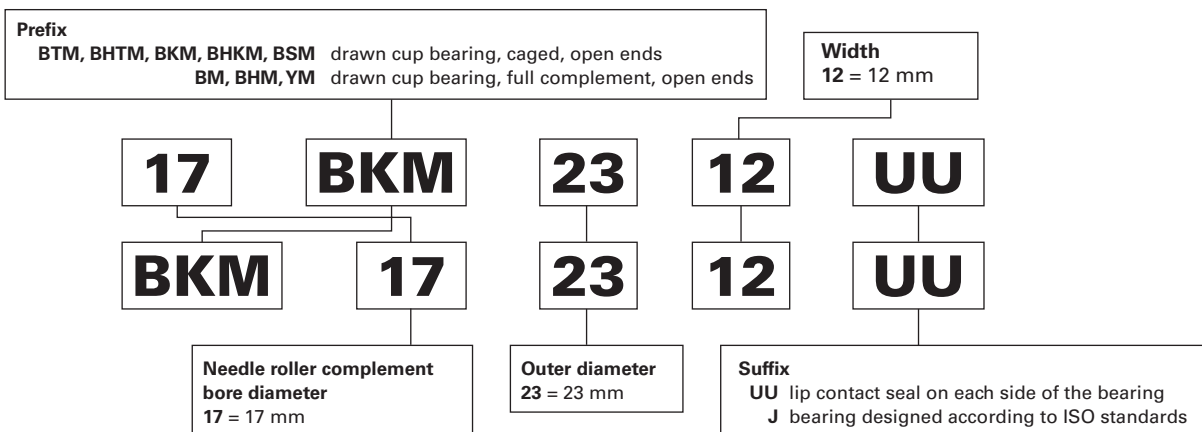 Prefix
BTM, BHTM, BKM, BHKM, BSM drawn cup bearing, caged, open ends
BM, BHM, YM drawn cup bearing, full complement, open ends
Width
12 = 12 mm
17 BKM 23 12 UU
BKM 17 23 12 UU
Needle roller complement
bore diameter
17 = 17 mm
Outer diameter
23 = 23 mm
Suffix
UU lip contact seal on each side of the bearing
J bearing designed according to ISO standards